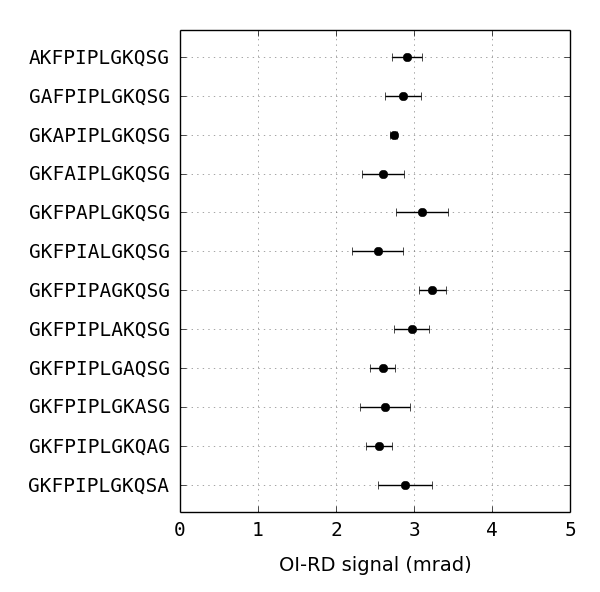 AKFPIPLGKQSG
GAFPIPLGKQSG
GKAPIPLGKQSG
GKFAIPLGKQSG
GKFPAPLGKQSG
GKFPIALGKQSG
GKFPIPAGKQSG
GKFPIPLAKQSG
GKFPIPLGAQSG
GKFPIPLGKASG
GKFPIPLGKQAG
GKFPIPLGKQSA
0 1 2 3 4 5
OI-RD signal (mrad)